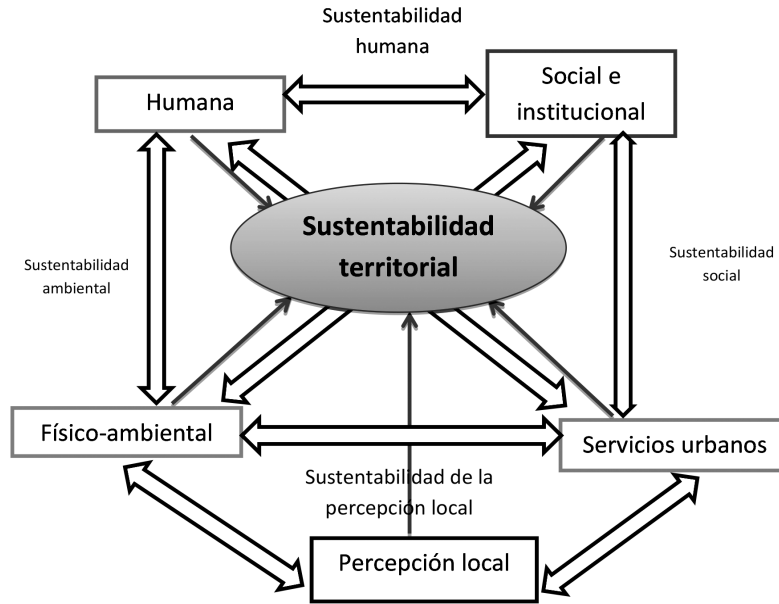 Sustentabilidad
humana
Humana
Social e
institucional
Sustentabilidad
territorial
Sustentabilidad
ambiental
Sustentabilidad
social
Físico-ambiental
Servicios urbanos
Sustentabilidad de la
percepción local
Percepción local